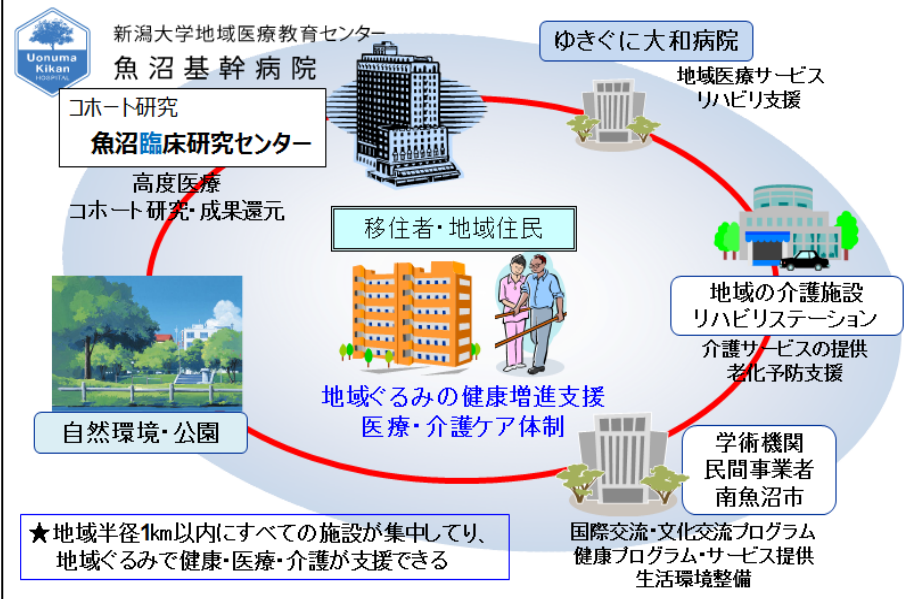 Uonuma
Kikan
HOSPITAL
新潟大学地域医療教育センター
魚沼基幹病院
コホート研究
魚沼臨床研究センター
高度医療
コホート研究・成果還元
ゆきぐに大和病院
地域医療サービス
リハビリ支援
移住者・地域住民
地域ぐるみの健康増進支援
医療・介護ケア体制
地域の介護施設
リハビリステーション
介護サービスの提供
老化予防支援
自然環境・公園
学術機関
民間事業者
南魚沼市
国際交流・文化交流プログラム
健康プログラム・サービス提供
生活環境整備
★地域半径1km以内にすべての施設が集中してり、
地域ぐるみで健康・医療・介護が支援できる